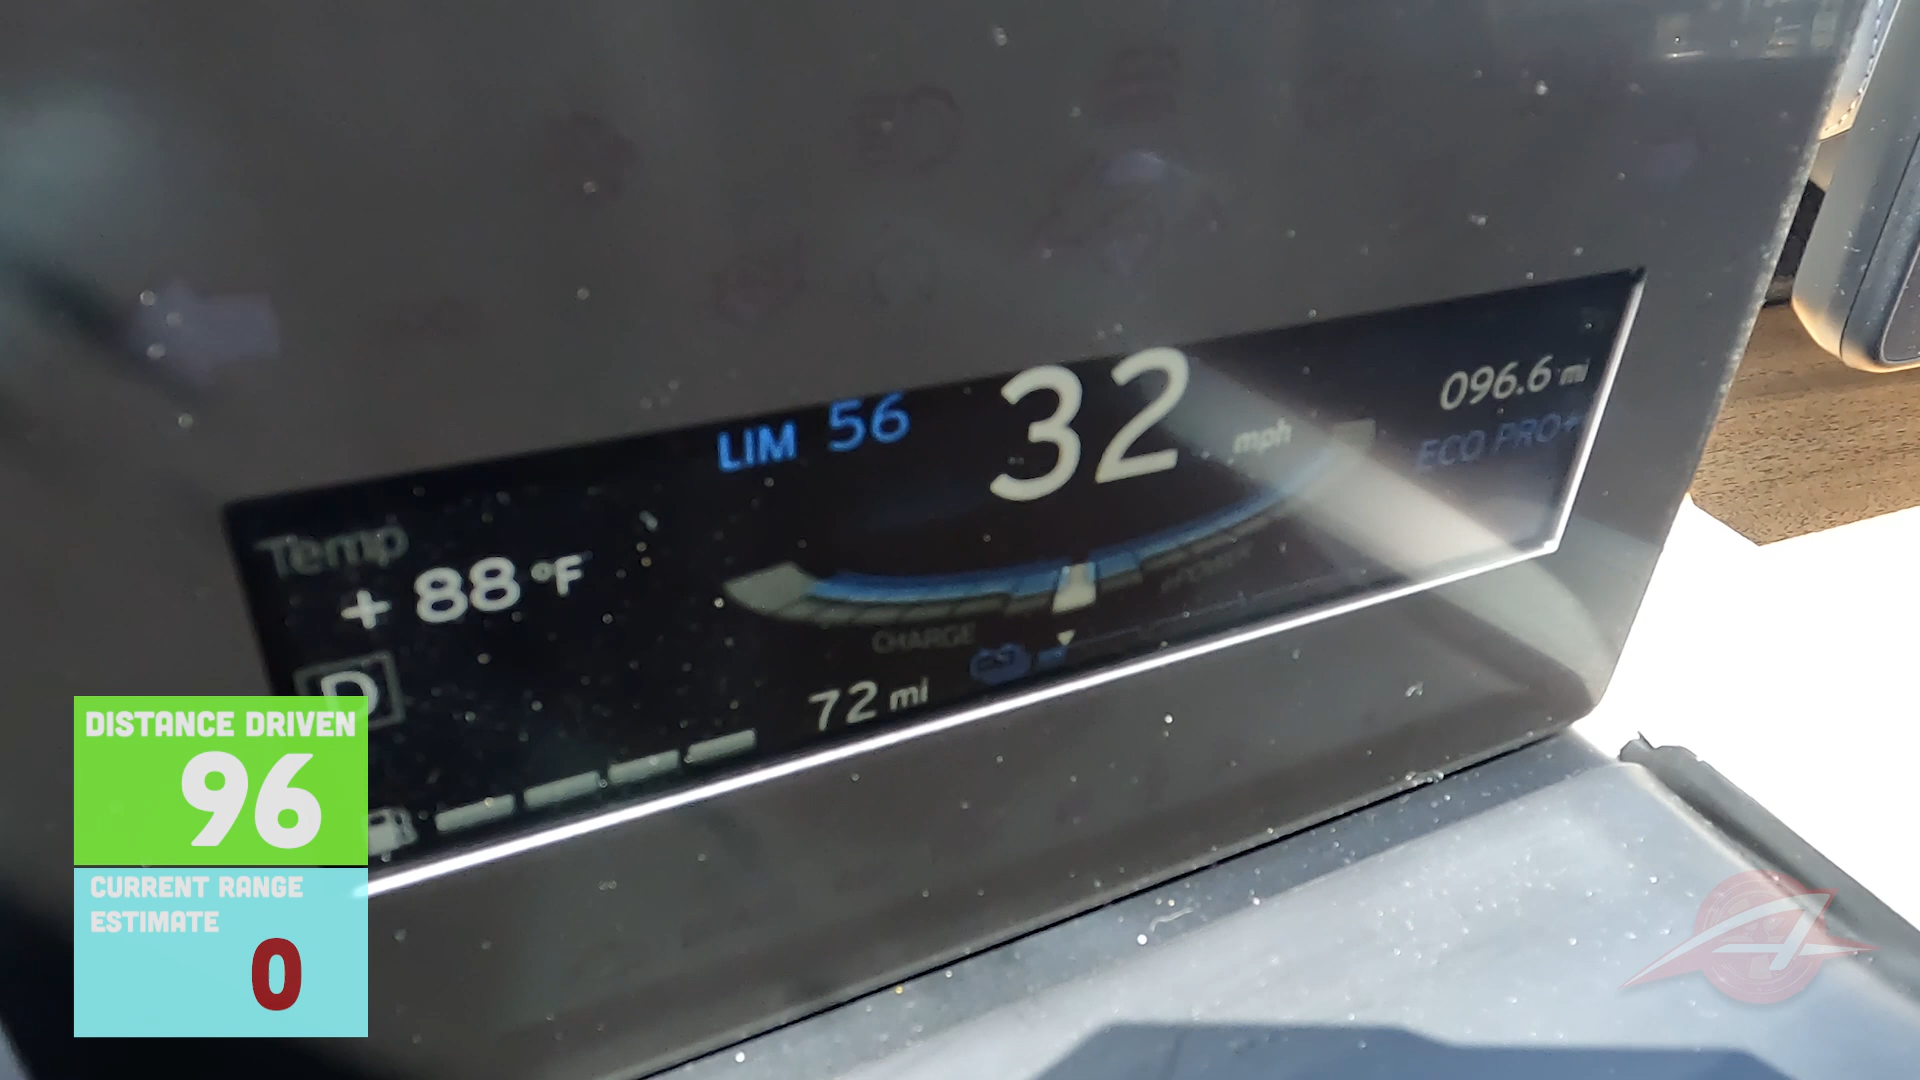 LIM 56
32 mph
096.6 mi
ECO PRO+
Temp
+ 88 °F
CHARGE
D
72 mi
DISTANCE DRIVEN
96
CURRENT RANGE
ESTIMATE
0